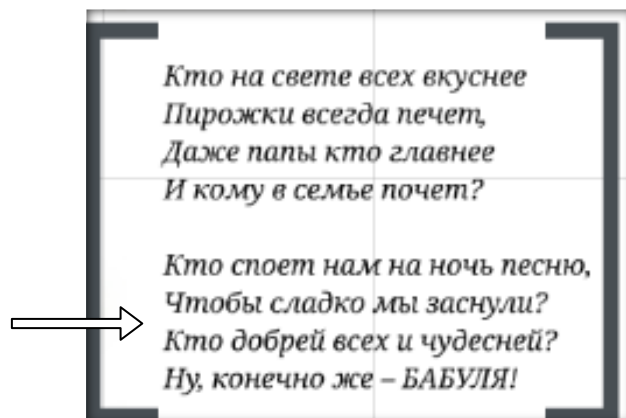 Кто на свете всех вкуснее
Пирожки всегда печет,
Даже папы кто главнее
И кому в семье почет?
Кто споет нам на ночь песню,
Чтобы сладко мы заснули?
Кто добрей всех и чудесней?
Ну, конечно же – БАБУЛЯ!